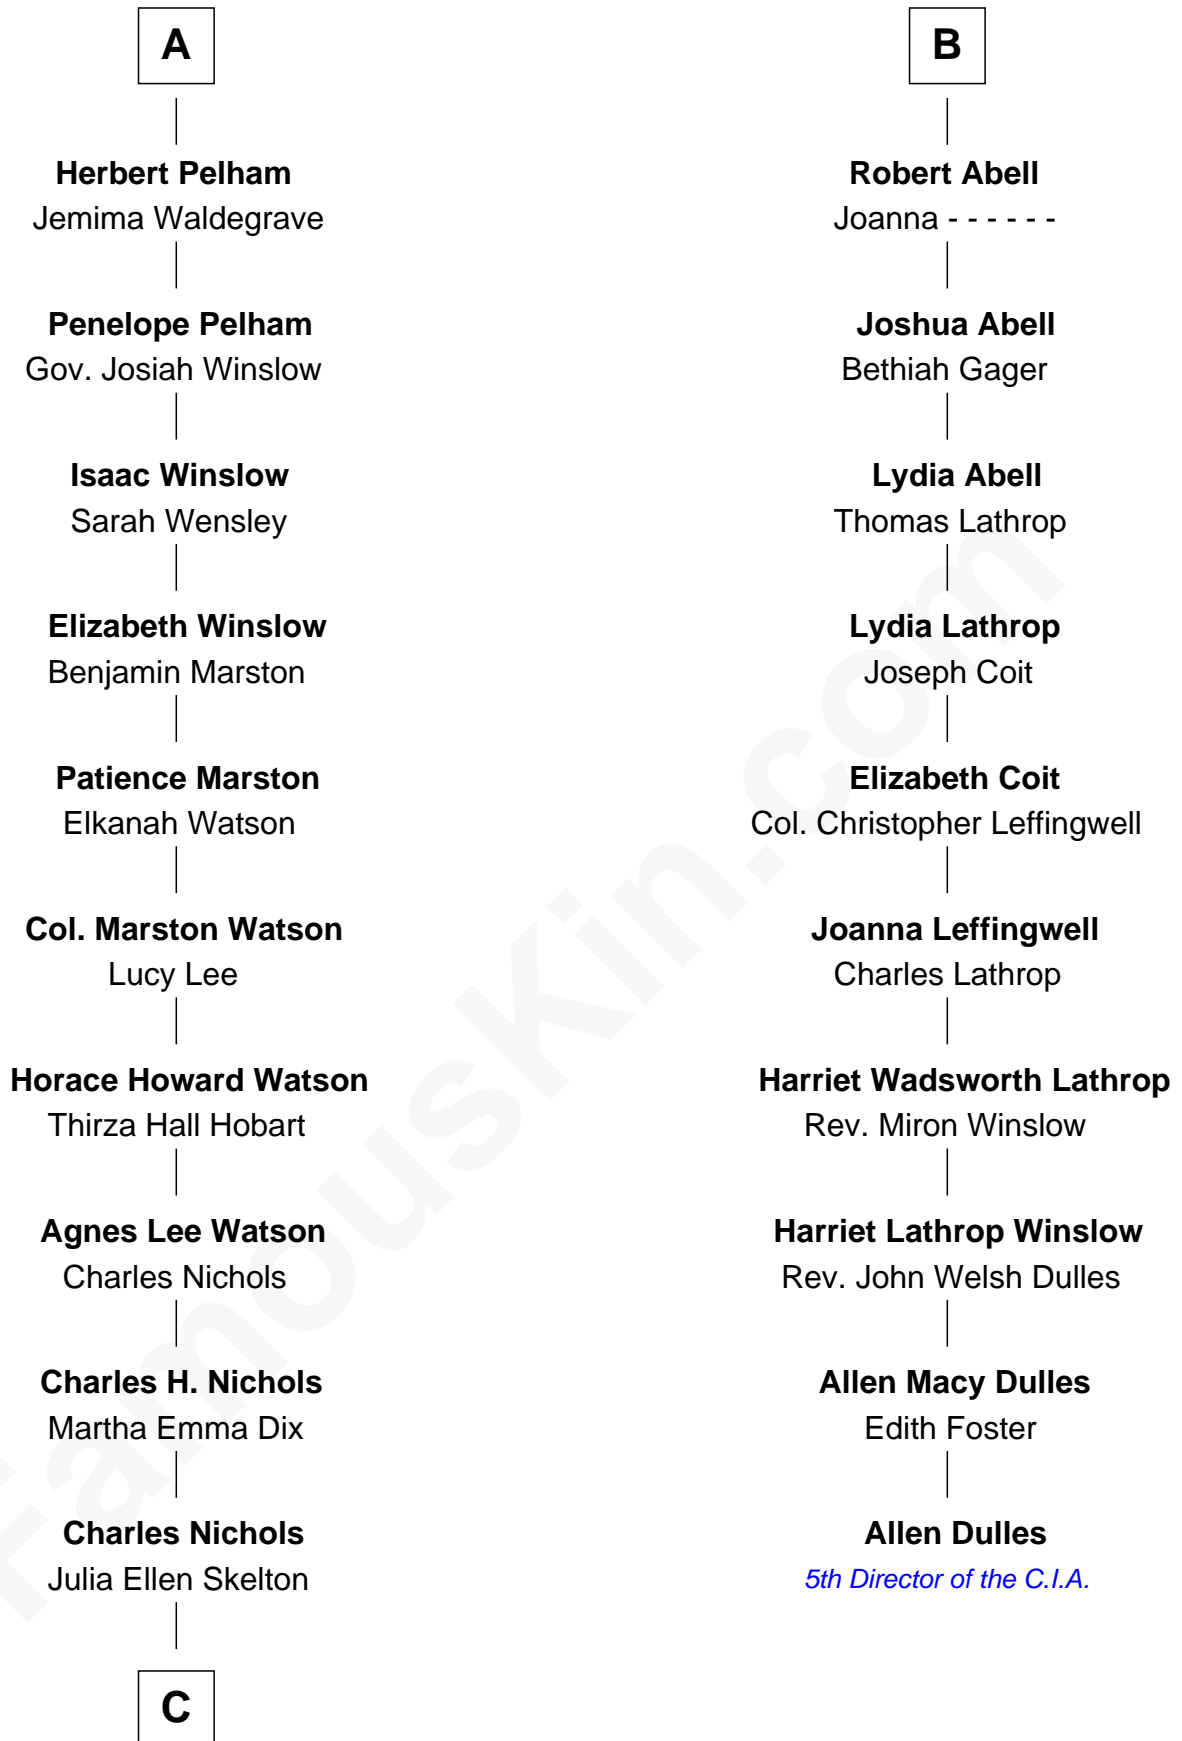 A
Herbert Pelham
Jemima Waldegrave
Penelope Pelham
Gov. Josiah Winslow
Isaac Winslow
Sarah Wensley
Elizabeth Winslow
Benjamin Marston
Patience Marston
Elkanah Watson
Col. Marston Watson
Lucy Lee
Horace Howard Watson
Thirza Hall Hobart
Agnes Lee Watson
Charles Nichols
Charles H. Nichols
Martha Emma Dix
Charles Nichols
Julia Ellen Skelton
C
B
Robert Abell
Joanna - - - - - -
Joshua Abell
Bethiah Gager
Lydia Abell
Thomas Lathrop
Lydia Lathrop
Joseph Coit
Elizabeth Coit
Col. Christopher Leffingwell
Joanna Leffingwell
Charles Lathrop
Harriet Wadsworth Lathrop
Rev. Miron Winslow
Harriet Lathrop Winslow
Rev. John Welsh Dulles
Allen Macy Dulles
Edith Foster
Allen Dulles
5th Director of the C.I.A.
FamousKin.com